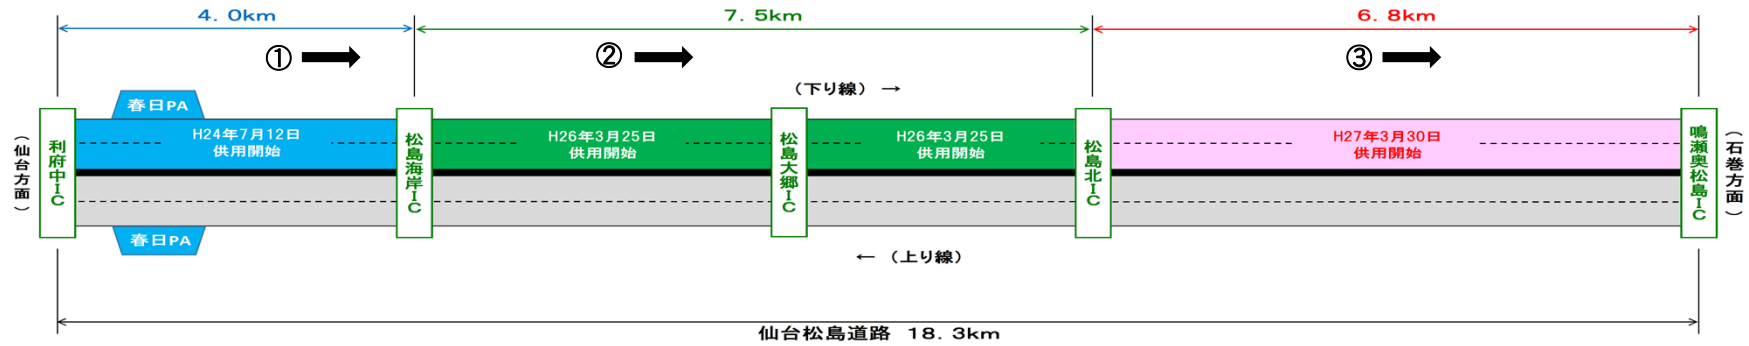 4.0km
7.5km
6.8km
①
②
③
(下り線) →
春日PA
H24年7月12日
供用開始
H26年3月25日
供用開始
H26年3月25日
供用開始
H27年3月30日
供用開始
(仙台方面)
利府中IC
松島海岸IC
松島大郷IC
松島北IC
鳴瀬奥松島IC
(石巻方面)
春日PA
← (上り線)
仙台松島道路 18.3km